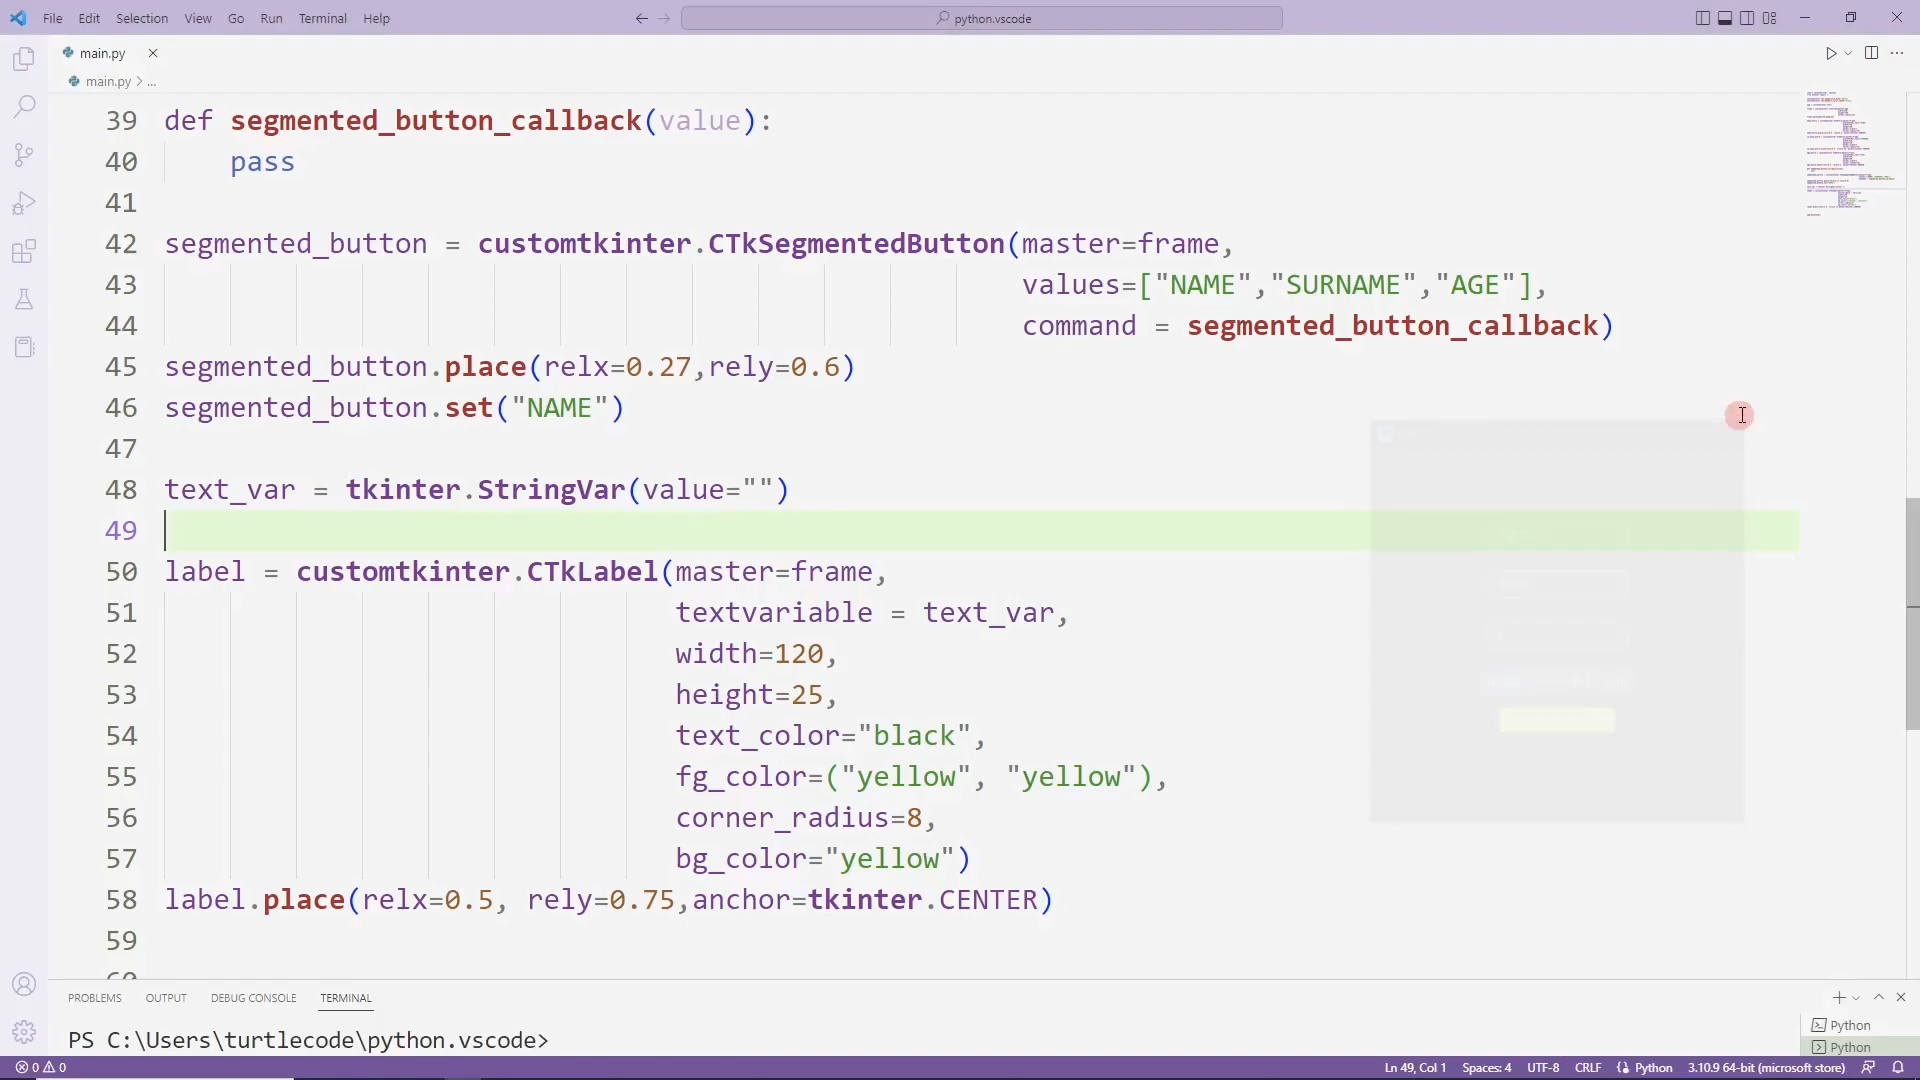 File Edit Selection View Go Run Terminal Help
python.vscode
main.py
main.py > ...
39 def segmented_button_callback(value):
40 pass
41
42 segmented_button = customtkinter.CTkSegmentedButton(master=frame,
43 values=["NAME","SURNAME","AGE"],
44 command = segmented_button_callback)
45 segmented_button.place(relx=0.27,rely=0.6)
46 segmented_button.set("NAME")
47
48 text_var = tkinter.StringVar(value="")
49
50 label = customtkinter.CTkLabel(master=frame,
51 textvariable = text_var,
52 width=120,
53 height=25,
54 text_color="black",
55 fg_color=("yellow", "yellow"),
56 corner_radius=8,
57 bg_color="yellow")
58 label.place(relx=0.5, rely=0.75,anchor=tkinter.CENTER)
59
60
PROBLEMS OUTPUT DEBUG CONSOLE TERMINAL
PS C:\Users\turtlecode\python.vscode>
Python
Python
0 0 Ln 49, Col 1 Spaces: 4 UTF-8 CRLF Python 3.10.9 64-bit (microsoft store)